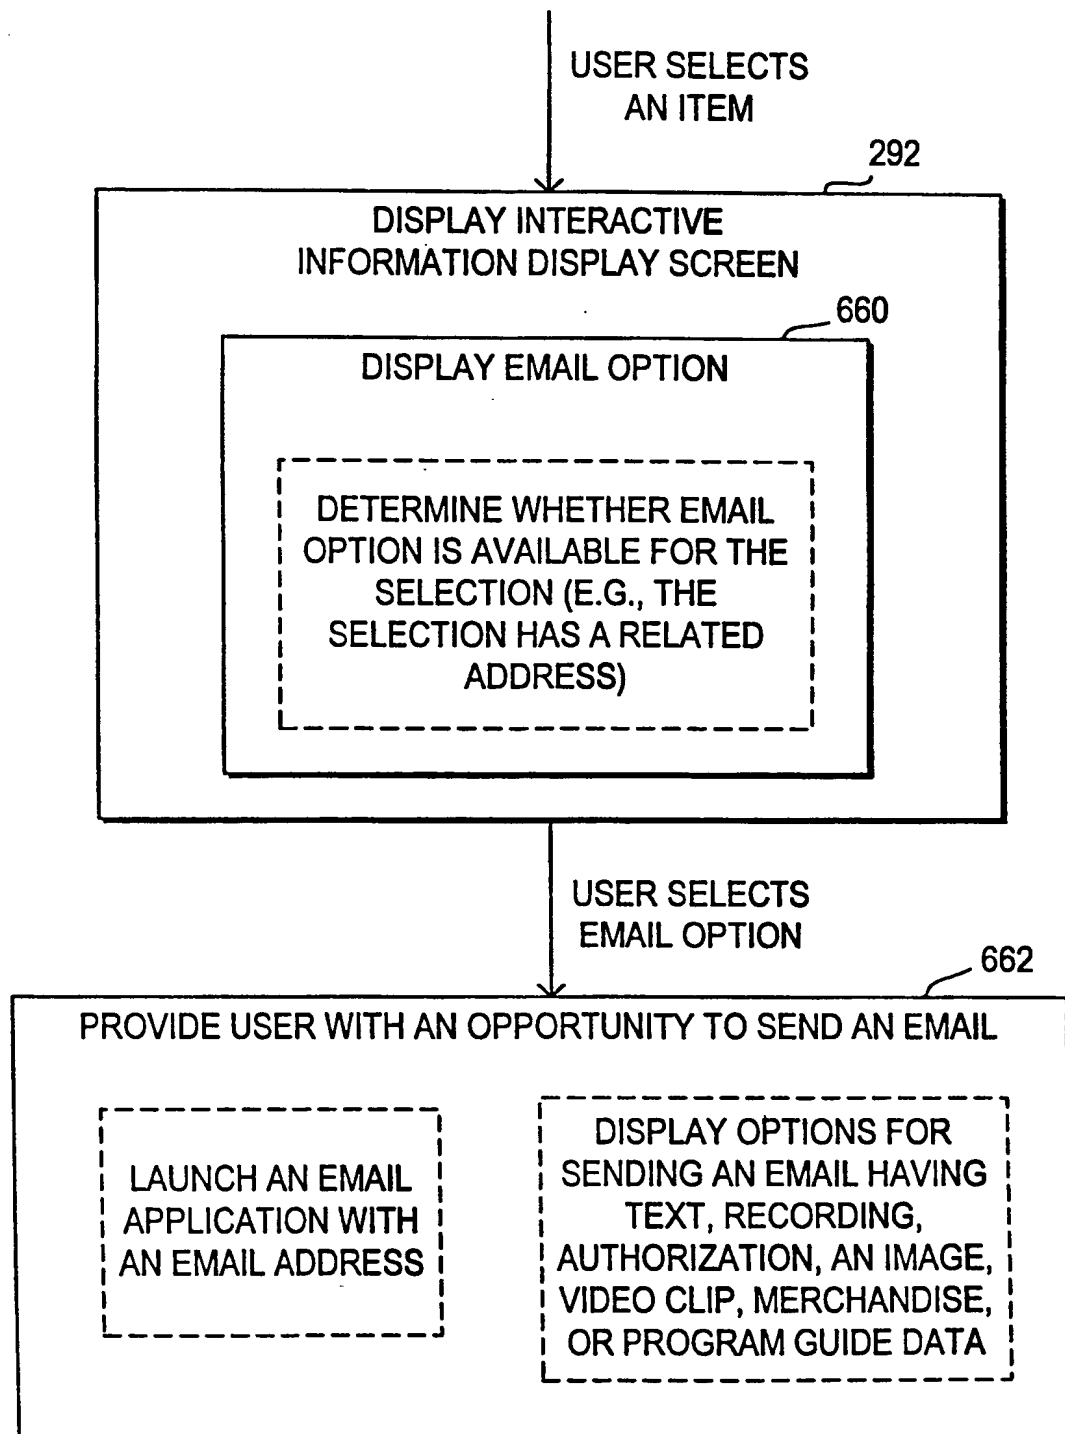 USER SELECTS
AN ITEM
292
DISPLAY INTERACTIVE
INFORMATION DISPLAY SCREEN
660
DISPLAY EMAIL OPTION
DETERMINE WHETHER EMAIL
OPTION IS AVAILABLE FOR THE
SELECTION (E.G., THE
SELECTION HAS A RELATED
ADDRESS)
USER SELECTS
EMAIL OPTION
662
PROVIDE USER WITH AN OPPORTUNITY TO SEND AN EMAIL
LAUNCH AN EMAIL
APPLICATION WITH
AN EMAIL ADDRESS
DISPLAY OPTIONS FOR
SENDING AN EMAIL HAVING
TEXT, RECORDING,
AUTHORIZATION, AN IMAGE,
VIDEO CLIP, MERCHANDISE,
OR PROGRAM GUIDE DATA